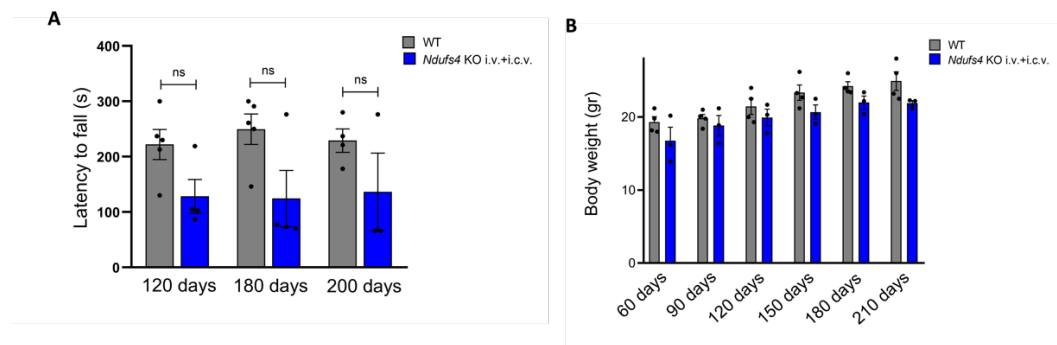 A
WT
Ndufs4 KO i.v.+i.c.v.
400
300
200
100
0
Latency to fall (s)
ns
ns
ns
120 days
180 days
200 days
B
WT
Ndufs4 KO i.v.+i.c.v.
20
10
0
Body weight (gr)
60 days
90 days
120 days
150 days
180 days
210 days